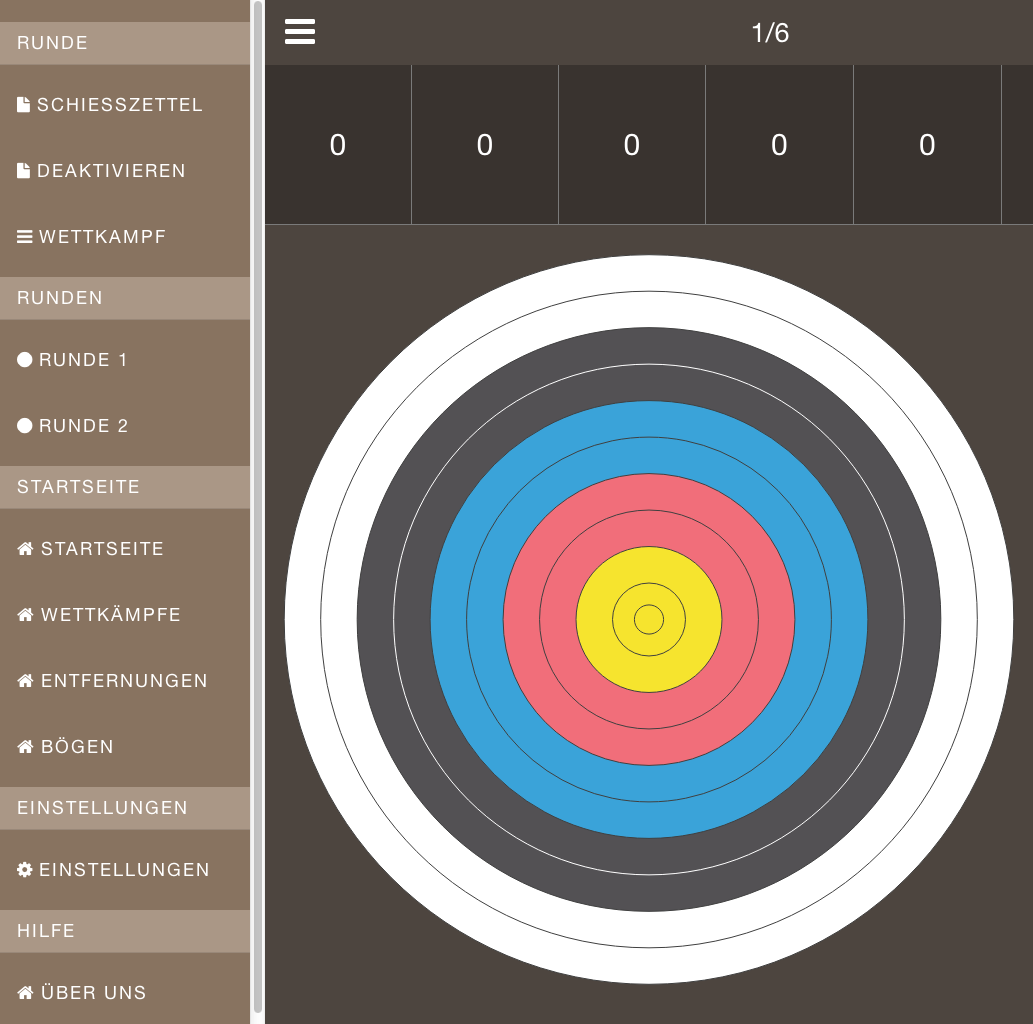 RUNDE
SCHIESSZETTEL
DEAKTIVIEREN
WETTKAMPF
RUNDEN
RUNDE 1
RUNDE 2
STARTSEITE
STARTSEITE
WETTKÄMPFE
ENTFERNUNGEN
BÖGEN
EINSTELLUNGEN
EINSTELLUNGEN
HILFE
ÜBER UNS
1/6
0 0 0 0 0